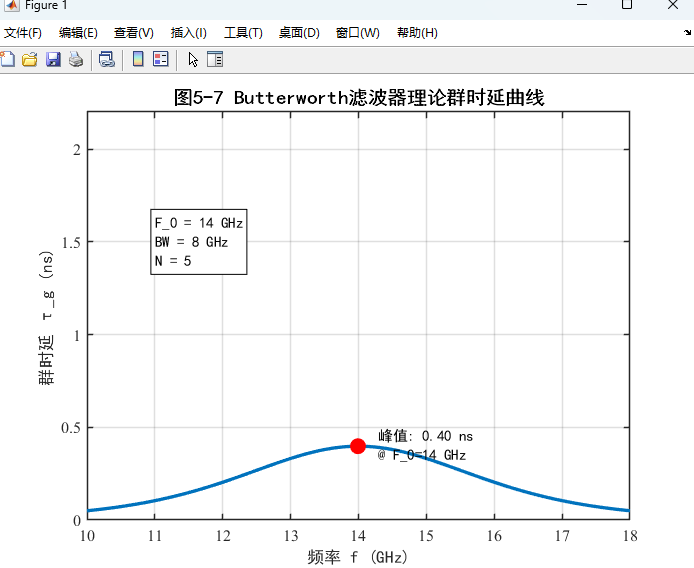 Figure 1
文件(F) 编辑(E) 查看(V) 插入(I) 工具(T) 桌面(D) 窗口(W) 帮助(H)
图5-7 Butterworth滤波器理论群时延曲线
2
1.5
1
0.5
0
群时延 τ_g (ns)
F_0 = 14 GHz
BW = 8 GHz
N = 5
峰值: 0.40 ns
@ F_0=14 GHz
10 11 12 13 14 15 16 17 18
频率 f (GHz)